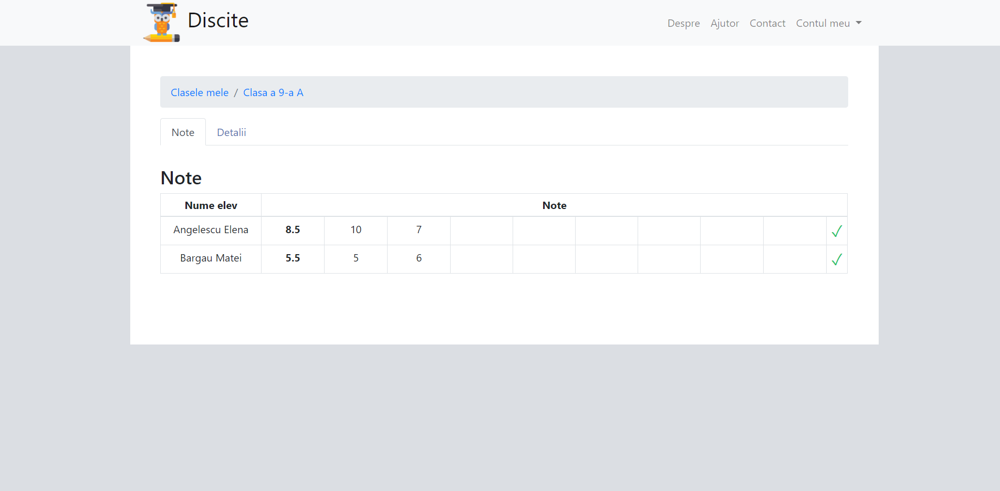 Discite
Despre Ajutor Contact Contul meu
Clasele mele / Clasa a 9-a A
Note Detalii
Note
Nume elev Note
Angelescu Elena 8.5 10 7
Bargau Matei 5.5 5 6